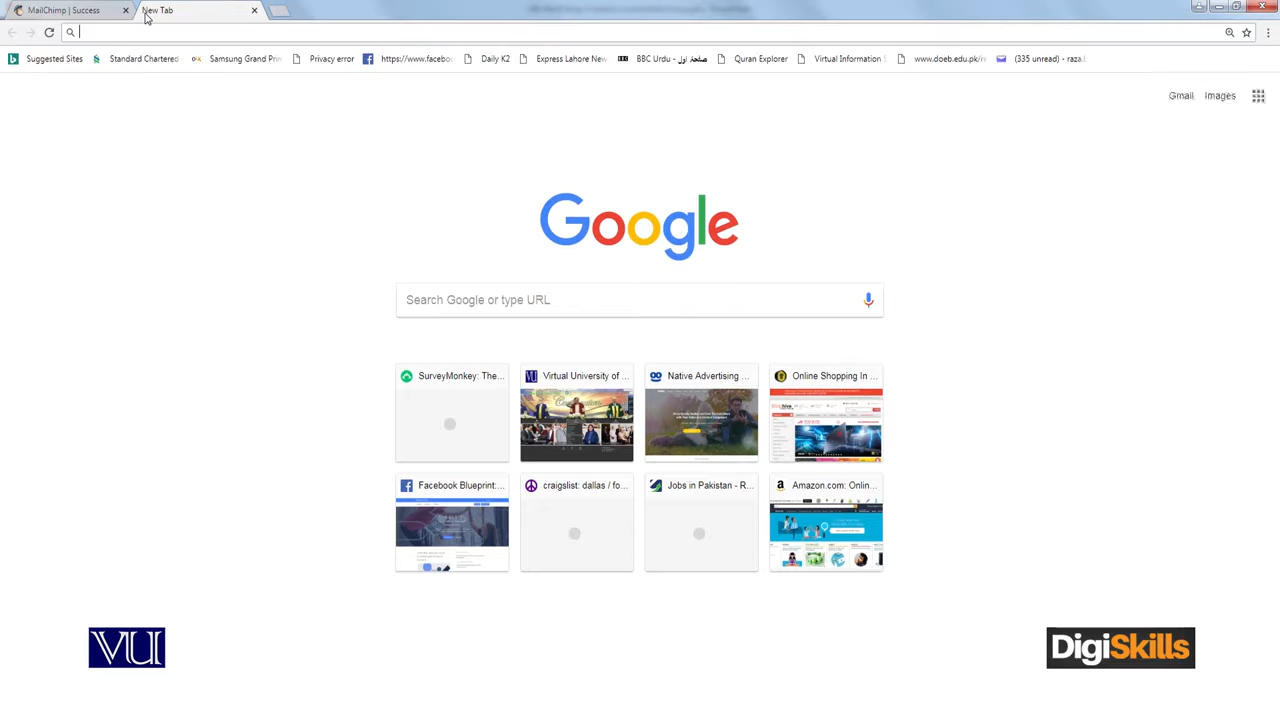 MailChimp | Success
New Tab
Suggested Sites
Standard Chartered
Samsung Grand Prim
Privacy error
https://www.facebo
Daily K2
Express Lahore New
BBC Urdu - صفحۂ اول
Quran Explorer
Virtual Information S
www.doeb.edu.pk/re
(335 unread) - raza.b
Gmail
Images
Google
Search Google or type URL
SurveyMonkey: The...
VU
Virtual University of ...
Native Advertising ...
Online Shopping In ...
Facebook Blueprint:...
craigslist: dallas / fo...
Jobs in Pakistan - R...
Amazon.com: Onlin...
VU
DigiSkills